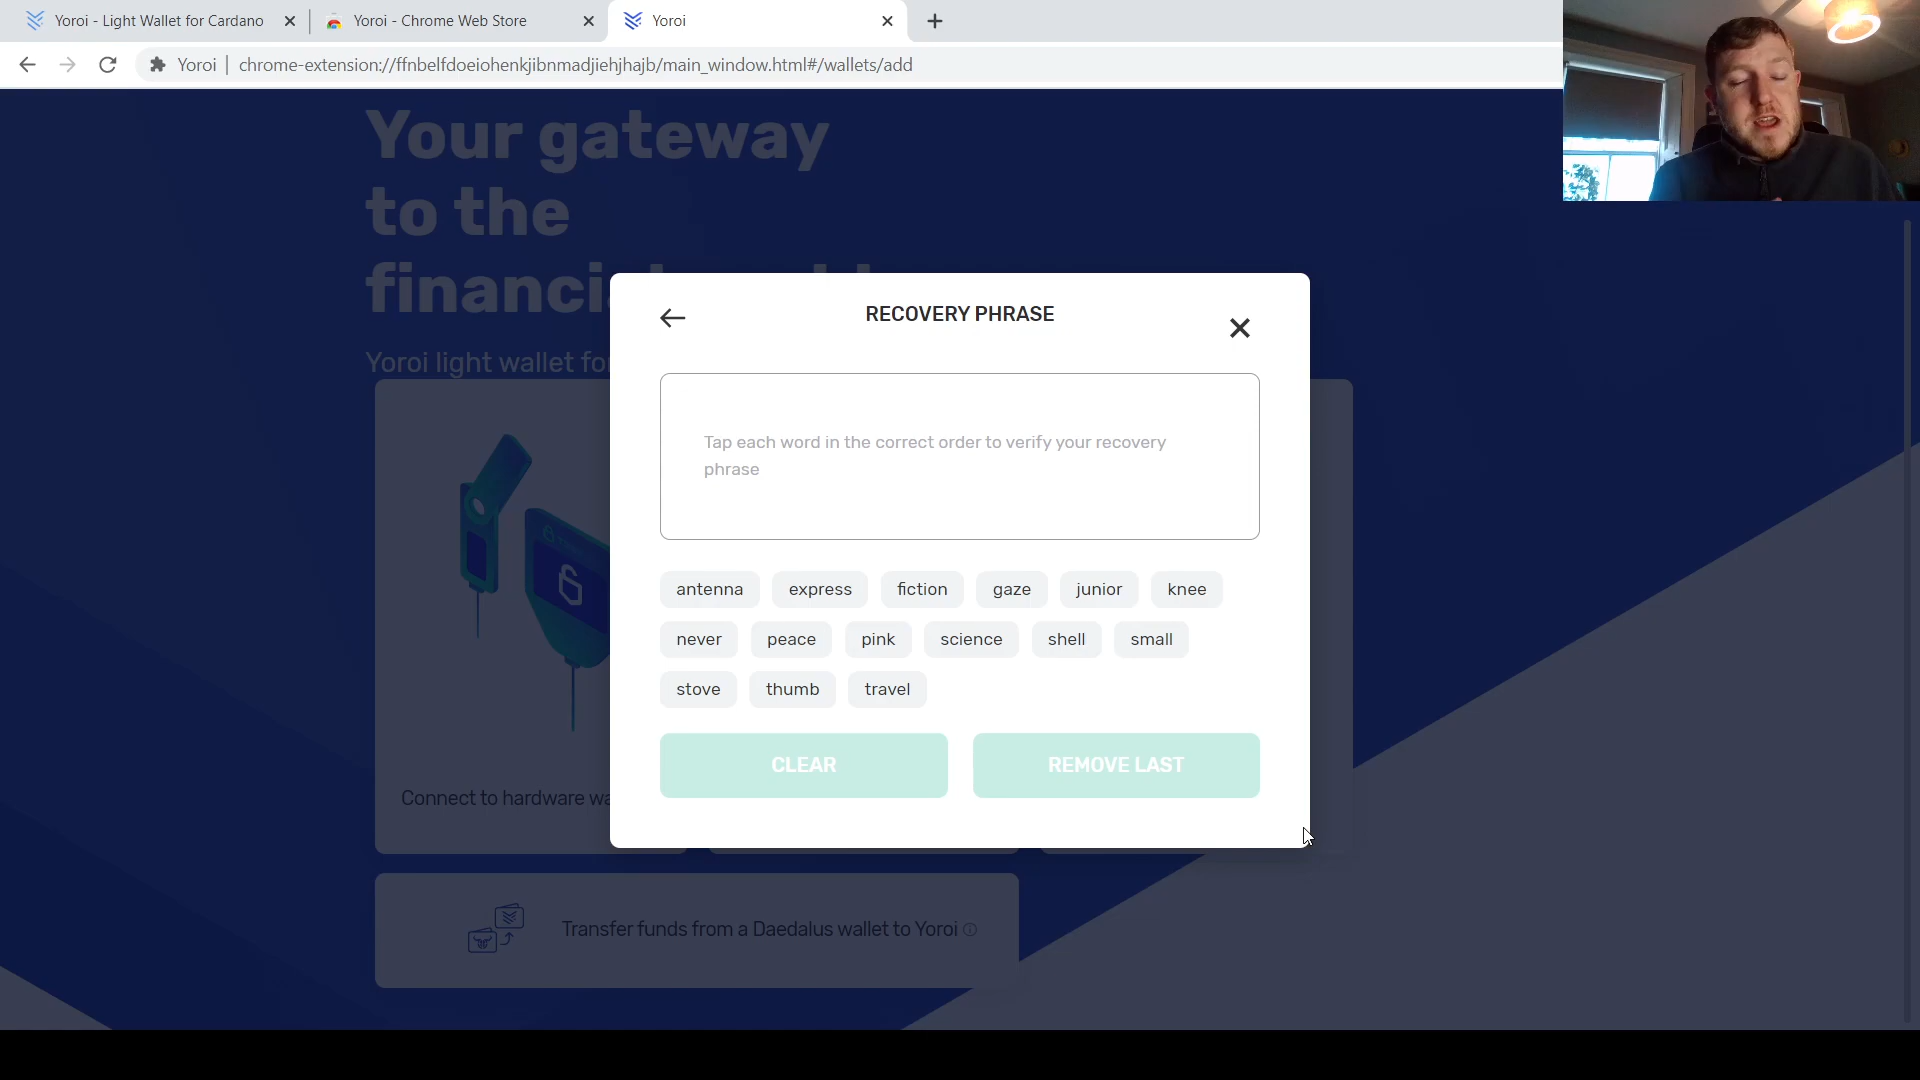 Yoroi - Light Wallet for Cardano
Yoroi - Chrome Web Store
Yoroi
Yoroi | chrome-extension://ffnbelfdoeiohenkjibnmadjiehjhajb/main_window.html#/wallets/add
Your gateway
to the
Yoroi light wallet
RECOVERY PHRASE
Tap each word in the correct order to verify your recovery
phrase
antenna express fiction gaze junior knee
never peace pink science shell small
stove thumb travel
CLEAR REMOVE LAST
Connect to hardware
Transfer funds from a Daedalus wallet to Yoroi